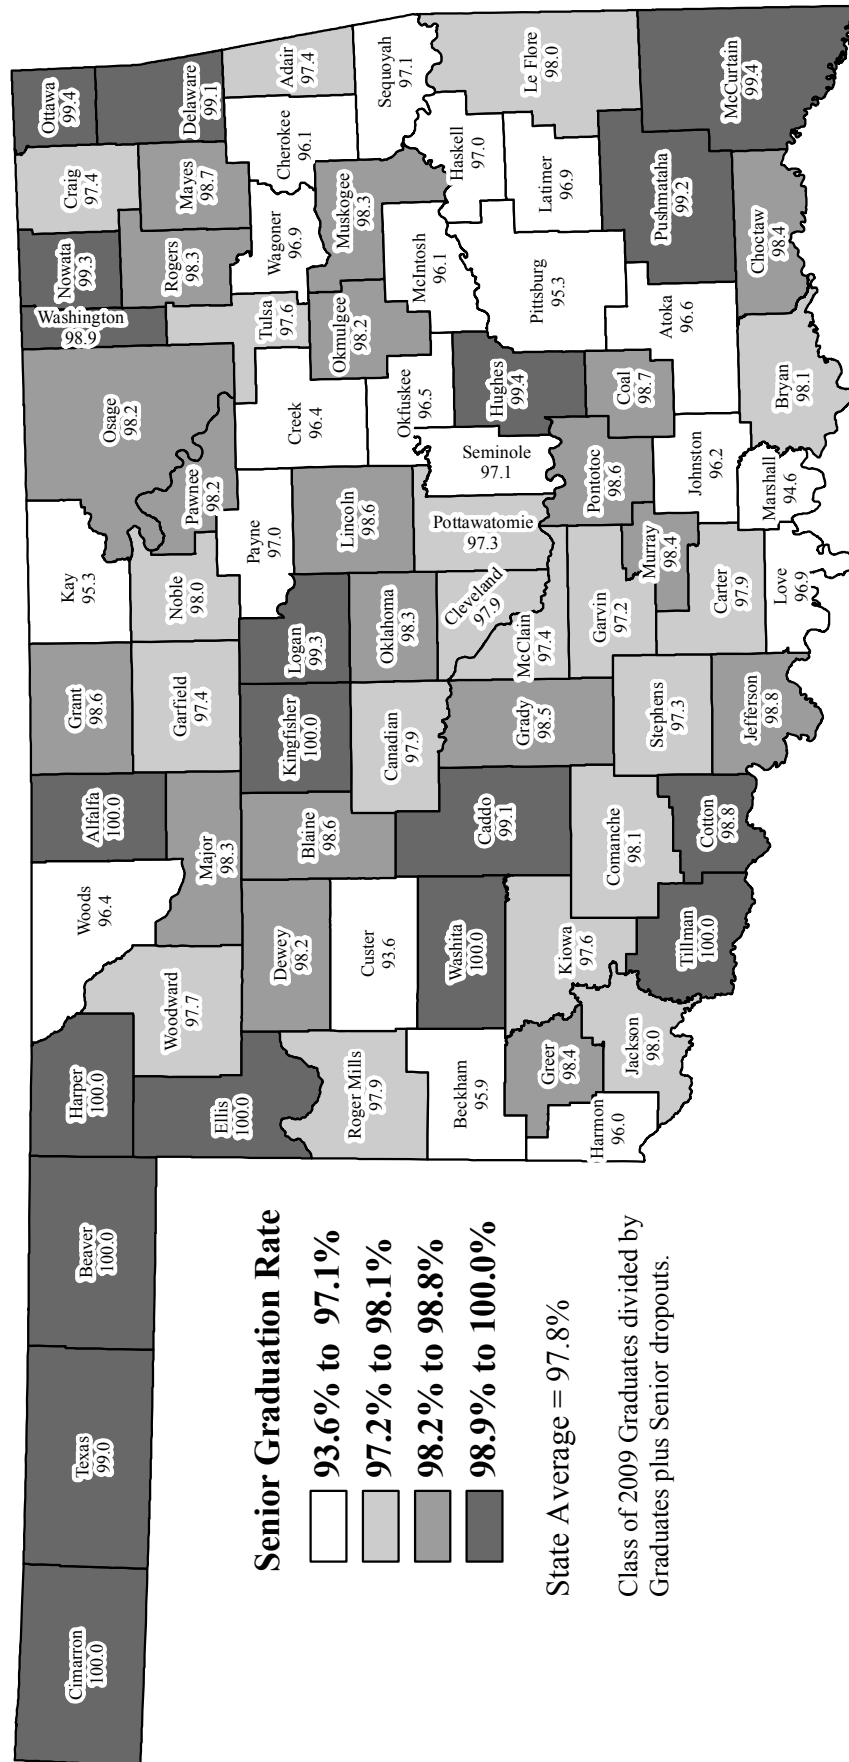 Cimarron
100.0
Texas
99.0
Beaver
100.0
Harper
100.0
Woods
96.4
Alfalfa
100.0
Grant
98.6
Kay
95.3
Osage
98.2
Washington
98.9
Nowata
99.3
Craig
97.4
Ottawa
99.4
Ellis
100.0
Woodward
97.7
Major
98.3
Garfield
97.4
Noble
98.0
Pawnee
98.2
Rogers
98.3
Mayes
98.7
Delaware
99.1
Roger Mills
97.9
Dewey
98.2
Blaine
98.6
Kingfisher
100.0
Logan
99.3
Payne
97.0
Creek
96.4
Tulsa
97.6
Wagoner
96.9
Cherokee
96.1
Adair
97.4
Beckham
95.9
Custer
93.6
Canadian
97.9
Oklahoma
98.3
Lincoln
98.6
Okfuskee
96.5
Okmulgee
98.2
Muskogee
98.3
Sequoyah
97.1
Washita
100.0
Caddo
99.1
Cleveland
97.9
Pottawatomie
97.3
Seminole
97.1
Hughes
99.4
McIntosh
96.1
Haskell
97.0
Harmon
96.0
Greer
98.4
Kiowa
97.6
Grady
98.5
McClain
97.4
Pittsburg
95.3
Latimer
96.9
Le Flore
98.0
Jackson
98.0
Comanche
98.1
Garvin
97.2
Pontotoc
98.6
Coal
98.7
Tillman
100.0
Cotton
98.8
Stephens
97.3
Murray
98.4
Johnston
96.2
Atoka
96.6
Pushmataha
99.2
McCurtain
99.4
Jefferson
98.8
Carter
97.9
Love
96.9
Marshall
94.6
Bryan
98.1
Choctaw
98.4
Senior Graduation Rate
93.6% to 97.1%
97.2% to 98.1%
98.2% to 98.8%
98.9% to 100.0%
State Average = 97.8%
Class of 2009 Graduates divided by
Graduates plus Senior dropouts.